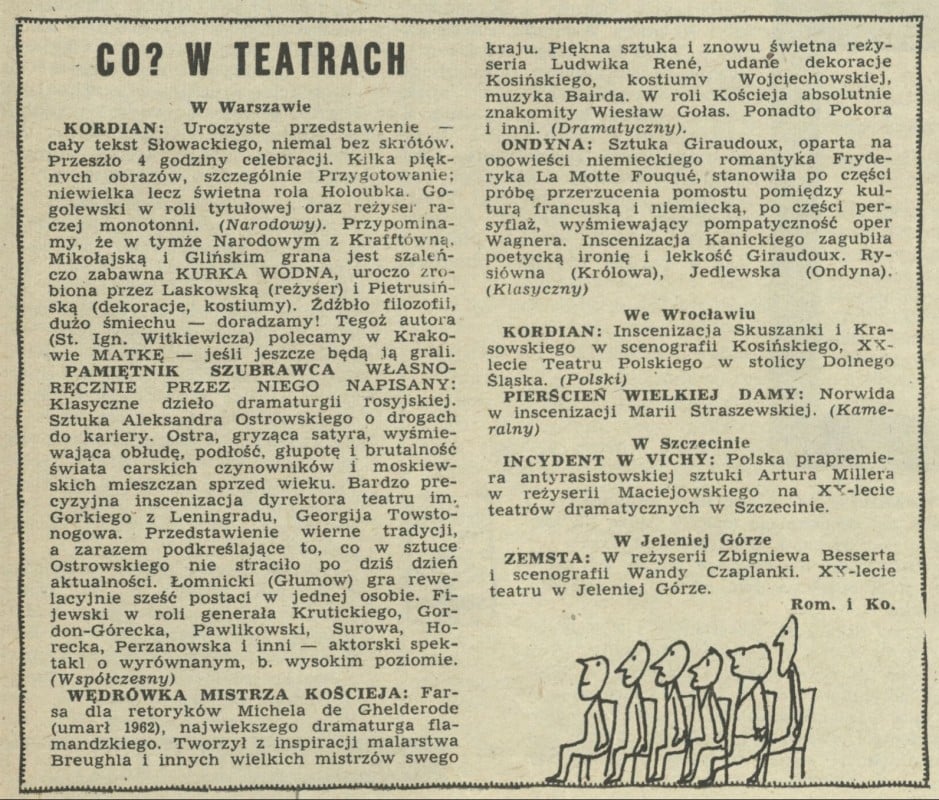 CO? W TEATRACH
W Warszawie
KORDIAN: Uroczyste przedstawienie —
cały tekst Słowackiego, niemal bez skrótów.
Przeszło 4 godziny celebracji. Kilka pięk-
nych obrazów, szczególnie Przygotowanie;
niewielka lecz świetna rola Holoubka. Go-
golewski w roli tytułowej oraz reżyser ra-
czej monotonni. (Narodowy). Przypomina-
my, że w tymże Narodowym z Krafftówną,
Mikołajską i Glińskim grana jest szaleń-
czo zabawna KURKA WODNA, uroczo zro-
biona przez Laskowską (reżyser) i Pietrusiń-
ską (dekoracje, kostiumy). Źdźbło filozofii,
dużo śmiechu — doradzamy! Tegoż autora
(St. Ign. Witkiewicza) polecamy w Krako-
wie MATKĘ — jeśli jeszcze będą ją grali.
PAMIĘTNIK SZUBRAWCA WŁASNO-
RĘCZNIE PRZEZ NIEGO NAPISANY:
Klasyczne dzieło dramaturgii rosyjskiej.
Sztuka Aleksandra Ostrowskiego o drogach
do kariery. Ostra, gryząca satyra, wyśmie-
wająca obłudę, podłość, głupotę i brutalność
świata carskich czynowników i moskiew-
skich mieszczan sprzed wieku. Bardzo pre-
cyzyjna inscenizacja dyrektora teatru im.
Gorkiego z Leningradu, Georgija Towsto-
nogowa. Przedstawienie wierne tradycji,
a zarazem podkreślające to, co w sztuce
Ostrowskiego nie straciło po dziś dzień
aktualności. Łomnicki (Głumow) gra rewe-
lacyjnie sześć postaci w jednej osobie. Fi-
jewski w roli generała Krutickiego, Gor-
don-Górecka, Pawlikowski, Surowa, Ho-
recka, Perzanowska i inni — aktorski spek-
takl o wyrównanym, b. wysokim poziomie.
(Współczesny)
WĘDRÓWKA MISTRZA KOŚCIEJA: Far-
sa dla retoryków Michela de Ghelderode
(umarł 1962), największego dramaturga fla-
mandzkiego. Tworzył z inspiracji malarstwa
Breughla i innych wielkich mistrzów swego
kraju. Piękna sztuka i znowu świetna reży-
seria Ludwika René, udane dekoracje
Kosińskiego, kostiumy Wojciechowskiej,
muzyka Bairda. W roli Kościeja absolutnie
znakomity Wiesław Gołas. Ponadto Pokora
i inni. (Dramatyczny).
ONDYNA: Sztuka Giraudoux, oparta na
opowieści niemieckiego romantyka Fryde-
ryka La Motte Fouqué, stanowiła po części
próbę przerzucenia pomostu pomiędzy kul-
turą francuską i niemiecką, po części per-
syflaż, wyśmiewający pompatyczność oper
Wagnera. Inscenizacja Kanickiego zagubiła
poetycką ironię i lekkość Giraudoux. Ry-
siówna (Królowa), Jedlewska (Ondyna).
(Klasyczny)
We Wrocławiu
KORDIAN: Inscenizacja Skuszanki i Kra-
sowskiego w scenografii Kosińskiego, XX-
lecie Teatru Polskiego w stolicy Dolnego
Śląska. (Polski)
PIERŚCIEŃ WIELKIEJ DAMY: Norwida
w inscenizacji Marii Straszewskiej. (Kame-
ralny)
W Szczecinie
INCYDENT W VICHY: Polska prapremie-
ra antyrasistowskiej sztuki Artura Millera
w reżyserii Maciejowskiego na XX-lecie
teatrów dramatycznych w Szczecinie.
W Jeleniej Górze
ZEMSTA: W reżyserii Zbigniewa Besserta
i scenografii Wandy Czaplanki. XX-lecie
teatru w Jeleniej Górze.
Rom. i Ko.